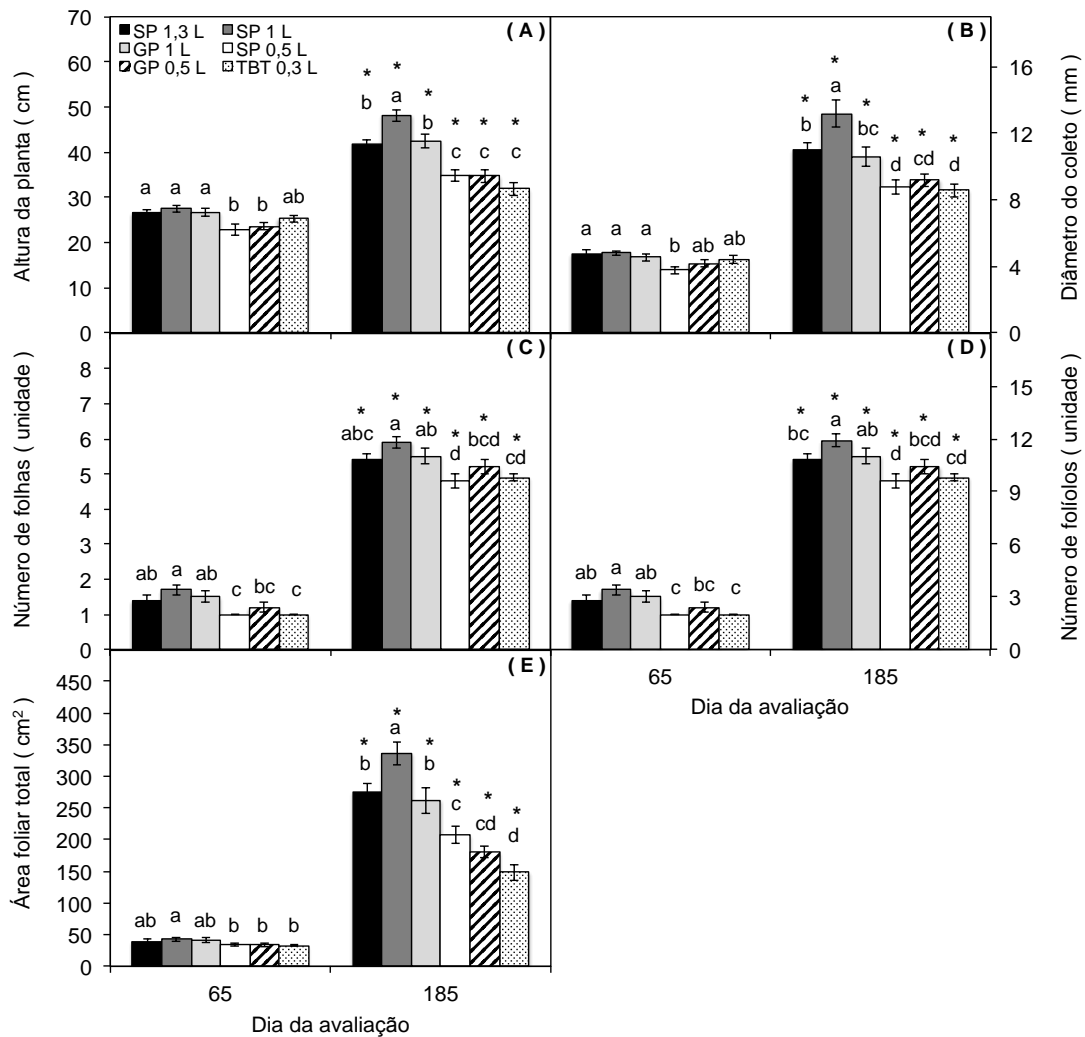 70
60
50
40
30
20
10
0
Altura da planta ( cm )
SP 1,3 L SP 1 L
GP 1 L SP 0,5 L
GP 0,5 L TBT 0,3 L
( A )
a a a b b ab
* * * * * *
b a b c c c
( B )
a a a b ab ab
* * * * * *
b a bc d cd d
16
12
8
4
0
Diâmetro do coleto ( mm )
8
7
6
5
4
3
2
1
0
Número de folhas ( unidade )
( C )
ab a ab c bc c
* * * * * *
abc a ab d bcd cd
( D )
ab a ab c bc c
* * * * * *
bc a ab d bcd cd
15
12
9
6
3
0
Número de folíolos ( unidade )
65 185
Dia da avaliação
450
400
350
300
250
200
150
100
50
0
Área foliar total ( cm² )
( E )
ab a ab b b b
* * * * * *
b a b c cd d
65 185
Dia da avaliação